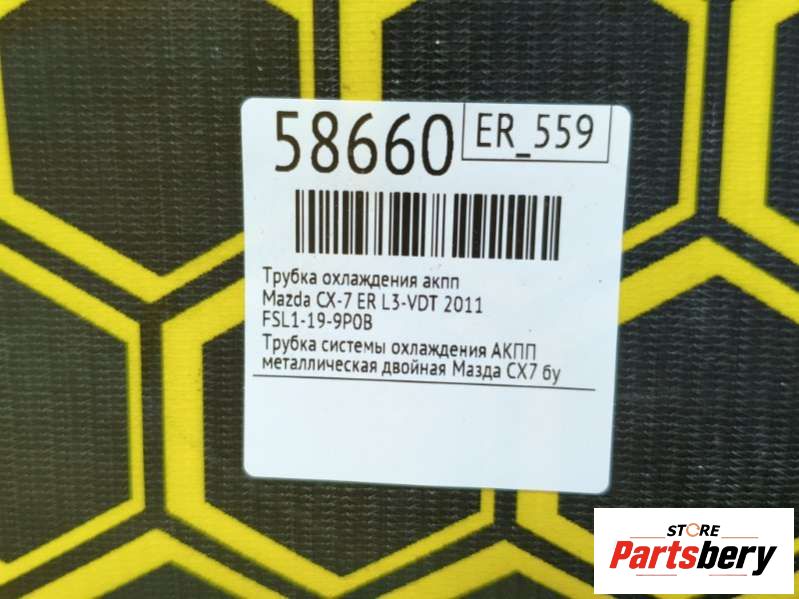 58660
ER_559
Трубка охлаждения акпп
Mazda CX-7 ER L3-VDT 2011
FSL1-19-9P0B
Трубка системы охлаждения АКПП
металлическая двойная Мазда СХ7 бу
STORE
Partsbery